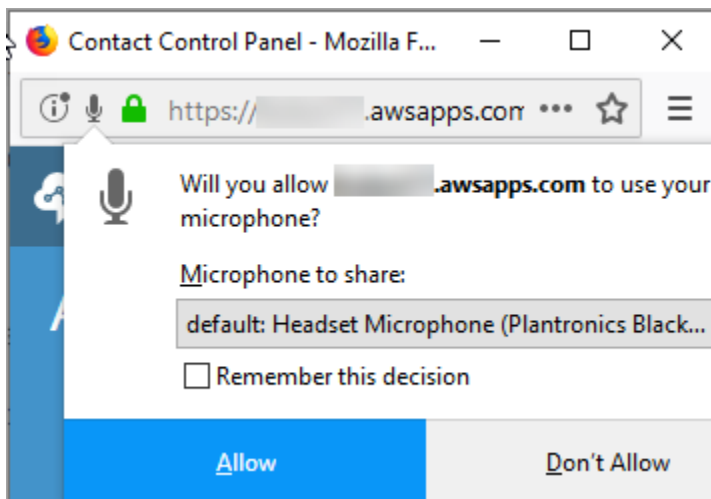 Contact Control Panel - Mozilla F...
https:// .awsapps.com
Will you allow .awsapps.com to use your
microphone?
Microphone to share:
default: Headset Microphone (Plantronics Black...
Remember this decision
Allow Don't Allow